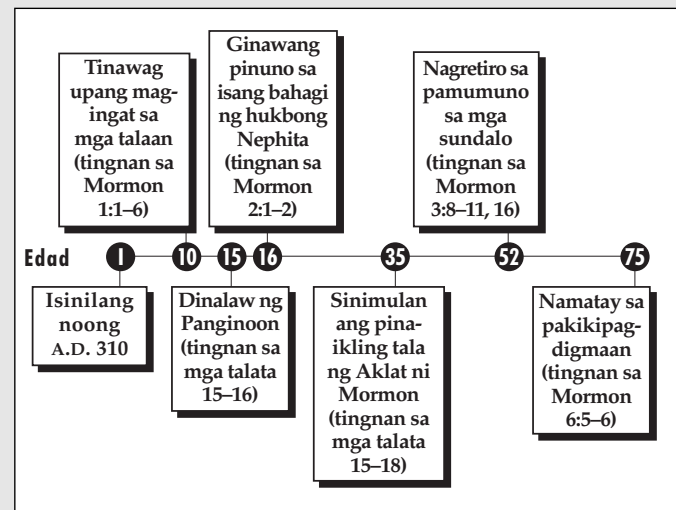 Tinawag
upang mag-
ingat sa
mga talaan
(tingnan sa
Mormon
1:1–6)
Ginawang
pinuno sa
isang bahagi
ng hukbong
Nephita
(tingnan sa
Mormon
2:1–2)
Nagretiro sa
pamumuno
sa mga
sundalo
(tingnan sa
Mormon
3:8–11, 16)
Edad 1 10 15 16 35 52 75
Isinilang
noong
A.D. 310
Dinalaw ng
Panginoon
(tingnan sa
mga talata
15–16)
Sinimulan
ang pina-
ikling tala
ng Aklat ni
Mormon
(tingnan sa
mga talata
15–18)
Namatay sa
pakikipag-
digmaan
(tingnan sa
Mormon
6:5–6)